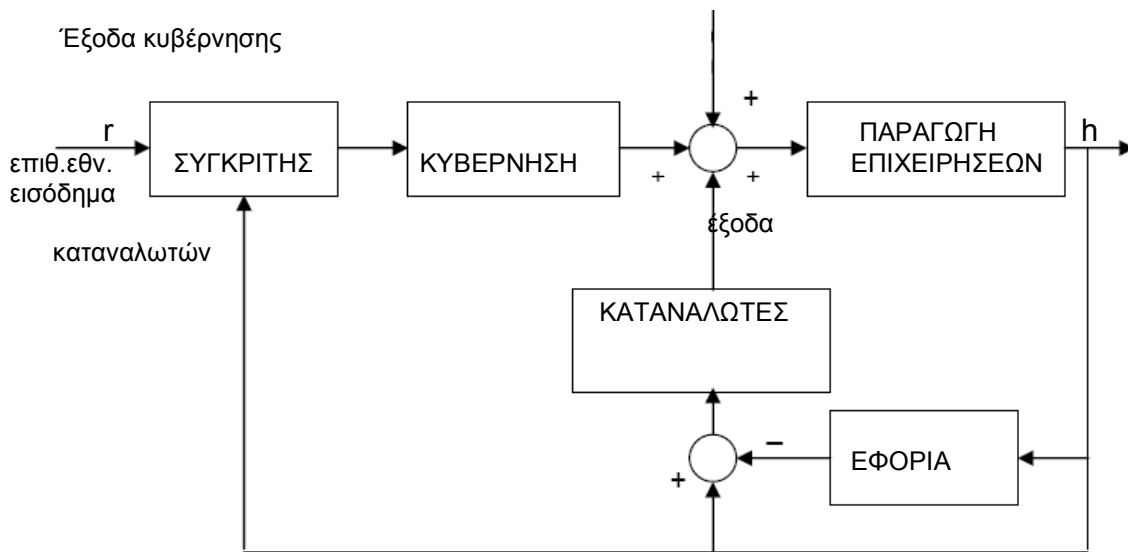 Έξοδα κυβέρνησης
+
r
ΣΥΓΚΡΙΤΗΣ
ΚΥΒΕΡΝΗΣΗ
ΠΑΡΑΓΩΓΗ
ΕΠΙΧΕΙΡΗΣΕΩΝ
h
επιθ.εθν.
εισόδημα
+
+
έξοδα
καταναλωτών
ΚΑΤΑΝΑΛΩΤΕΣ
–
+
ΕΦΟΡΙΑ